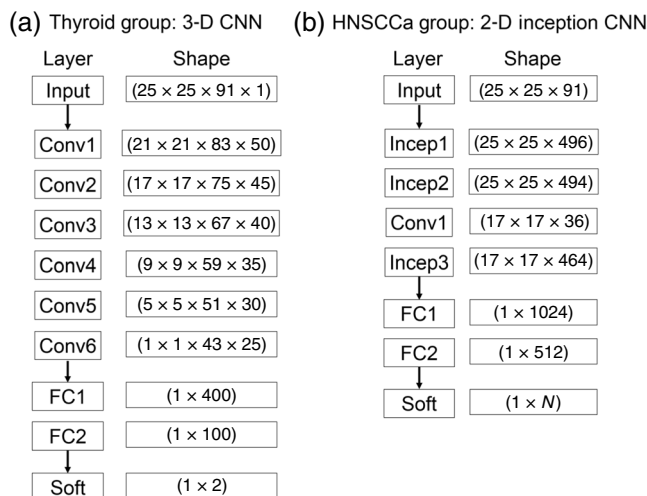 (a) Thyroid group: 3-D CNN
Layer Shape
Input (25 × 25 × 91 × 1)
Conv1 (21 × 21 × 83 × 50)
Conv2 (17 × 17 × 75 × 45)
Conv3 (13 × 13 × 67 × 40)
Conv4 (9 × 9 × 59 × 35)
Conv5 (5 × 5 × 51 × 30)
Conv6 (1 × 1 × 43 × 25)
FC1 (1 × 400)
FC2 (1 × 100)
Soft (1 × 2)
(b) HNSCCa group: 2-D inception CNN
Layer Shape
Input (25 × 25 × 91)
Incep1 (25 × 25 × 496)
Incep2 (25 × 25 × 494)
Conv1 (17 × 17 × 36)
Incep3 (17 × 17 × 464)
FC1 (1 × 1024)
FC2 (1 × 512)
Soft (1 × N)